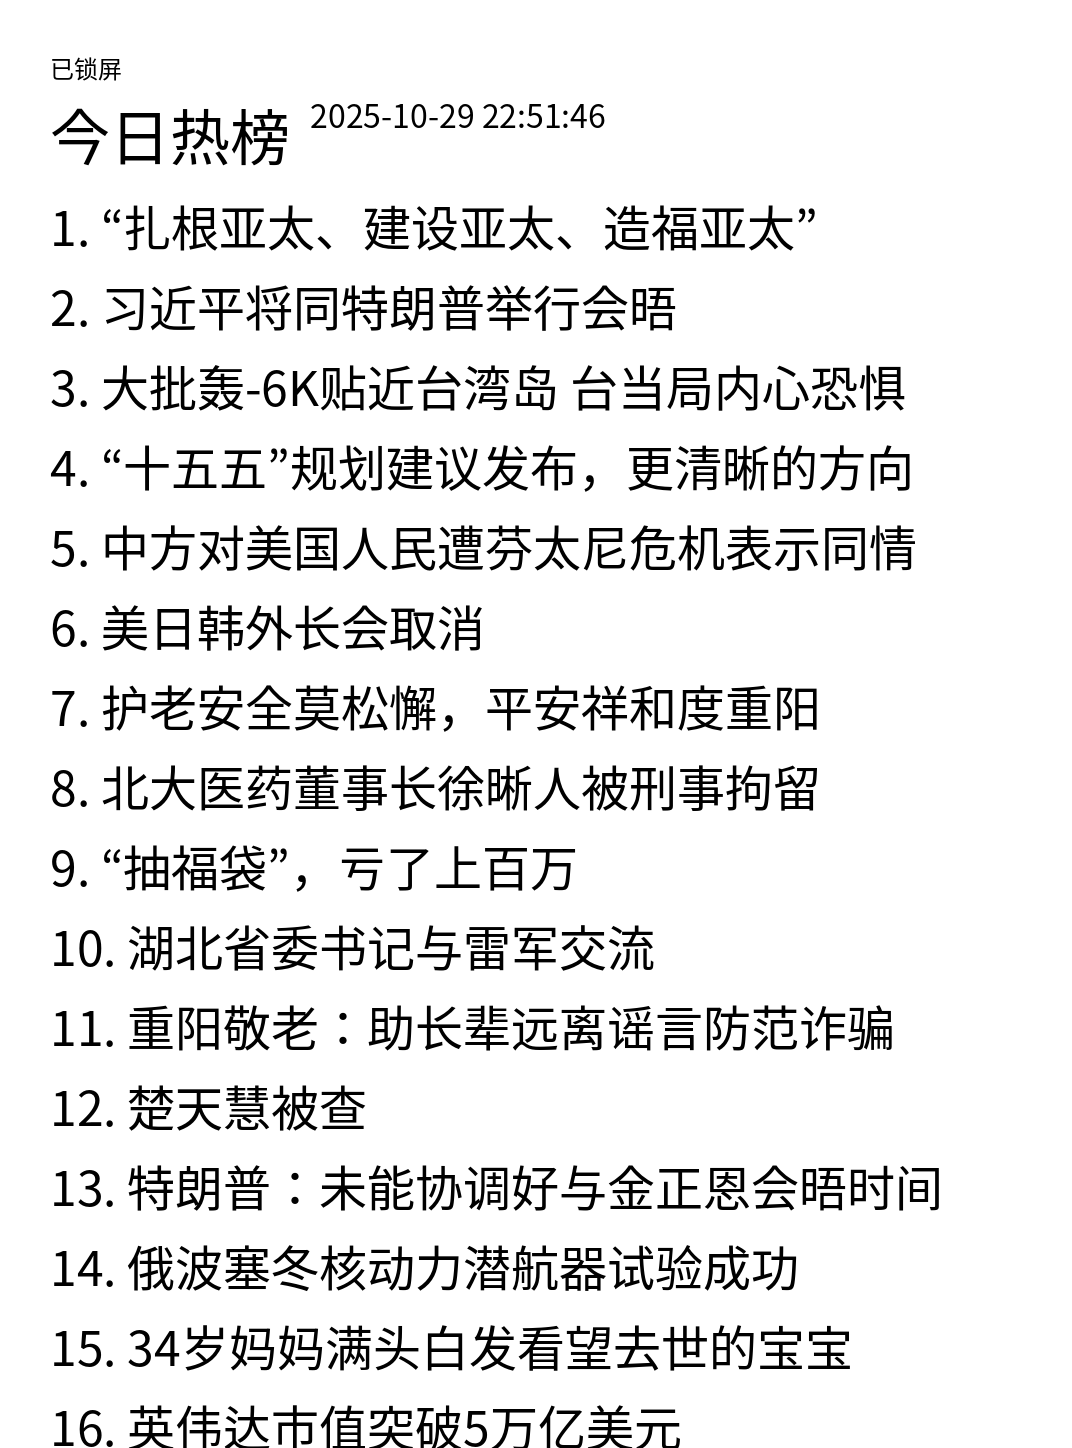 已锁屏
今日热榜 2025-10-29 22:51:46
1. “扎根亚太、建设亚太、造福亚太”
2. 习近平将同特朗普举行会晤
3. 大批轰-6K贴近台湾岛 台当局内心恐惧
4. “十五五”规划建议发布，更清晰的方向
5. 中方对美国人民遭芬太尼危机表示同情
6. 美日韩外长会取消
7. 护老安全莫松懈，平安祥和度重阳
8. 北大医药董事长徐晰人被刑事拘留
9. “抽福袋”，亏了上百万
10. 湖北省委书记与雷军交流
11. 重阳敬老：助长辈远离谣言防范诈骗
12. 楚天慧被查
13. 特朗普：未能协调好与金正恩会晤时间
14. 俄波塞冬核动力潜航器试验成功
15. 34岁妈妈满头白发看望去世的宝宝
16. 英伟达市值突破5万亿美元